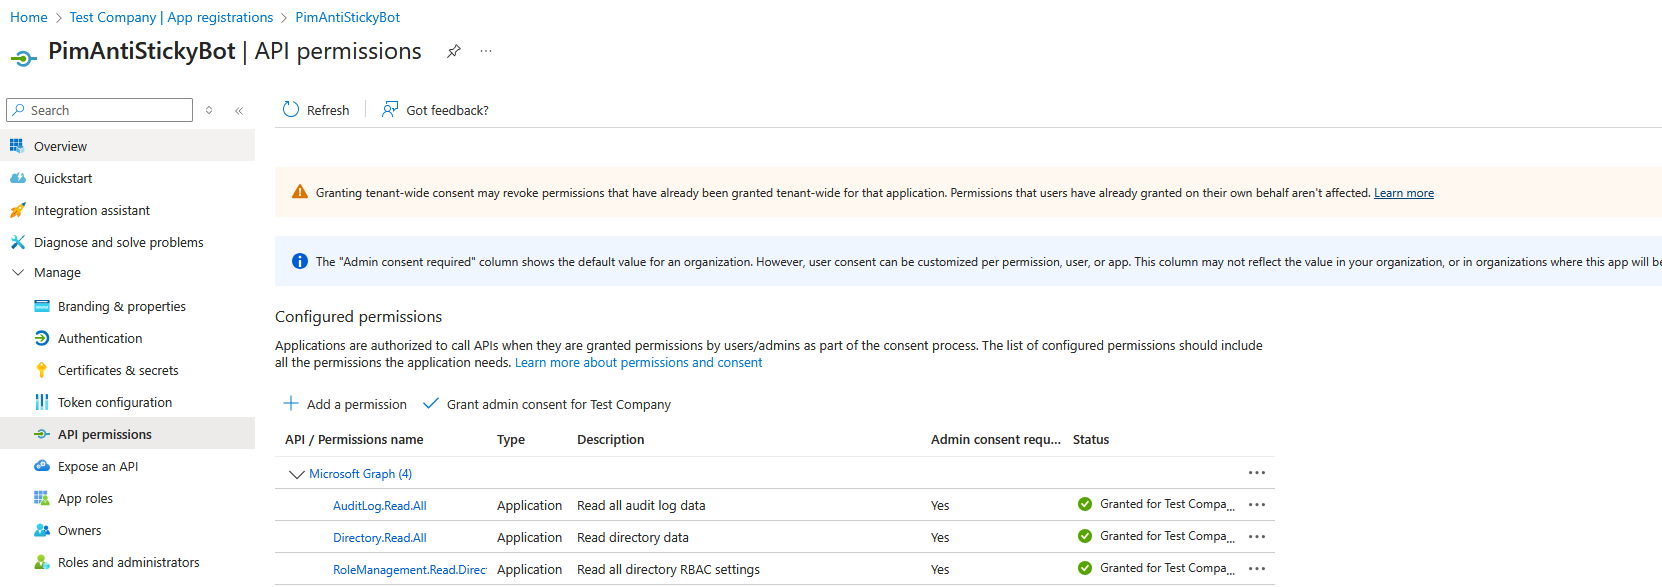 Home > Test Company | App registrations > PimAntiStickyBot
PimAntiStickyBot | API permissions ...
Search
Refresh
Got feedback?
Overview
Quickstart
Integration assistant
Diagnose and solve problems
Manage
Branding & properties
Authentication
Certificates & secrets
Token configuration
API permissions
Expose an API
App roles
Owners
Roles and administrators
Granting tenant-wide consent may revoke permissions that have already been granted tenant-wide for that application. Permissions that users have already granted on their own behalf aren't affected. Learn more
The "Admin consent required" column shows the default value for an organization. However, user consent can be customized per permission, user, or app. This column may not reflect the value in your organization, or in organizations where this app will be
Configured permissions
Applications are authorized to call APIs when they are granted permissions by users/admins as part of the consent process. The list of configured permissions should include
all the permissions the application needs. Learn more about permissions and consent
Add a permission
Grant admin consent for Test Company
API / Permissions name Type Description Admin consent requ... Status
Microsoft Graph (4) ...
AuditLog.Read.All Application Read all audit log data Yes Granted for Test Compa... ...
Directory.Read.All Application Read directory data Yes Granted for Test Compa... ...
RoleManagement.Read.Direc Application Read all directory RBAC settings Yes Granted for Test Compa... ...